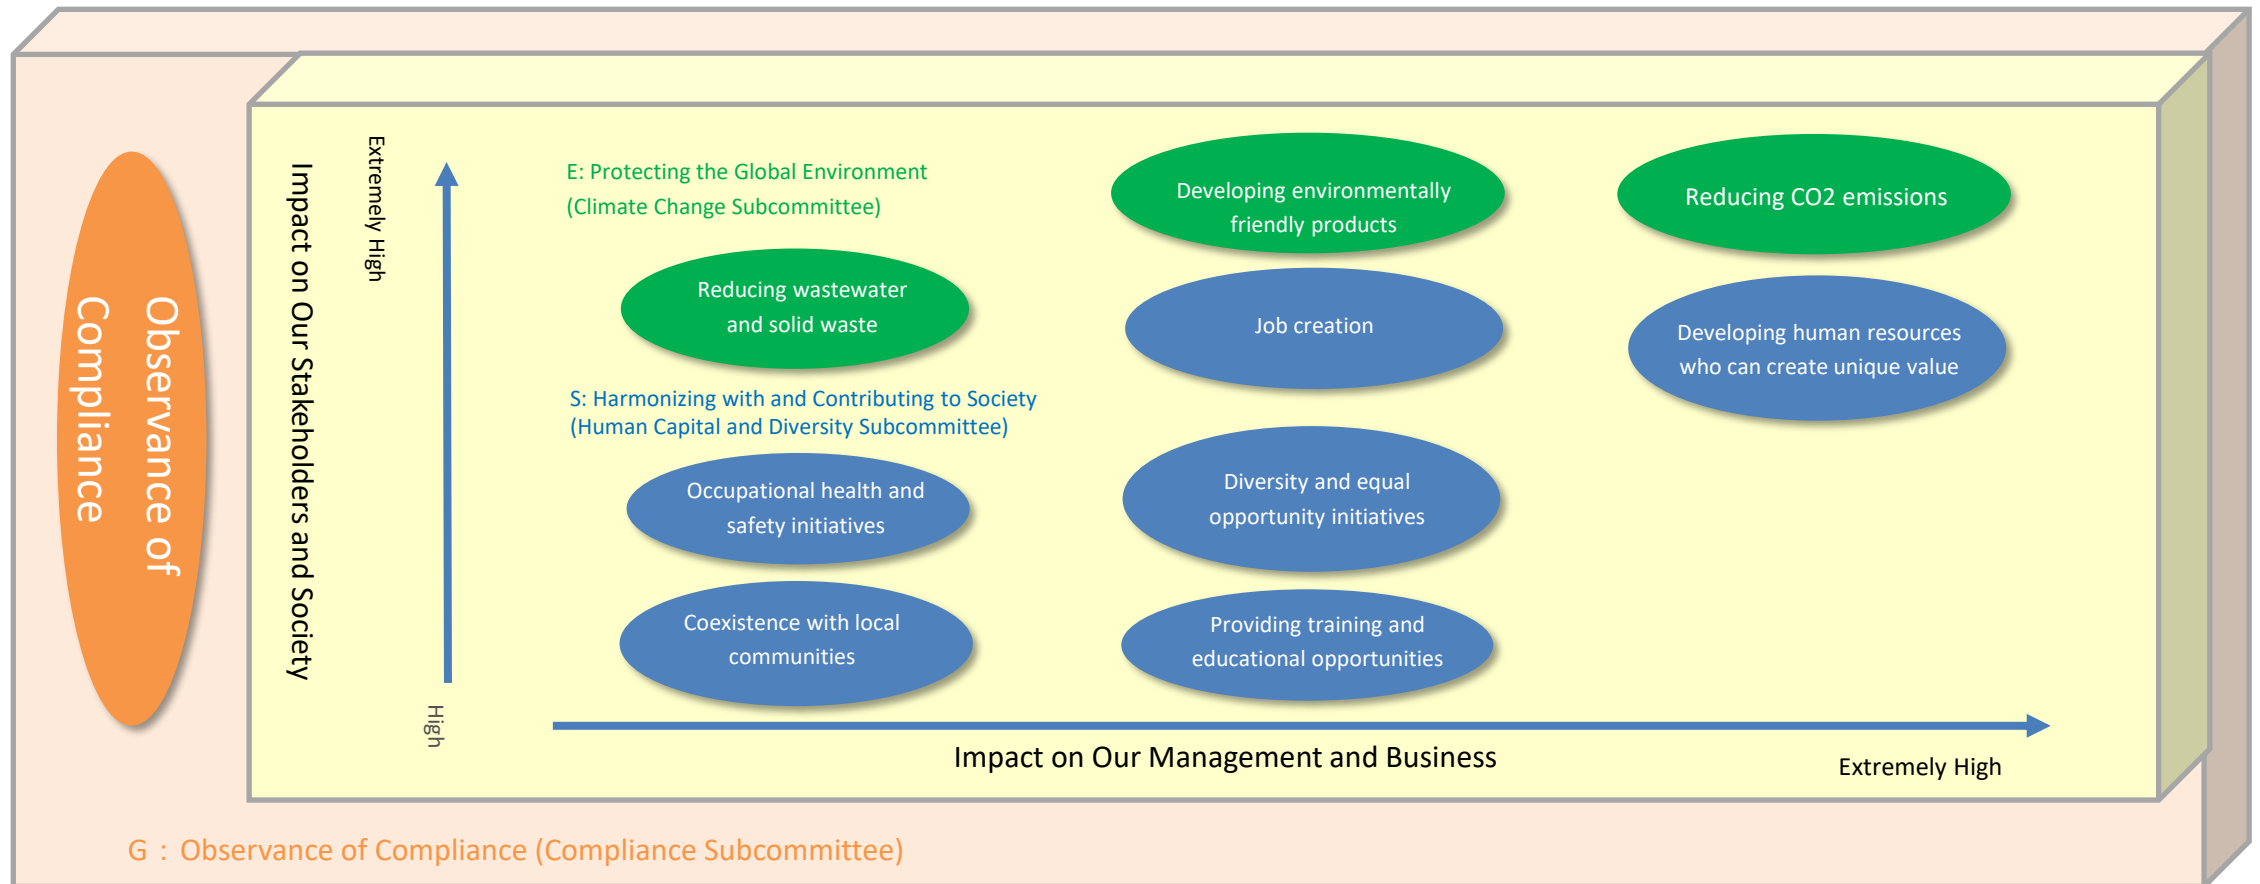 Observance of
Compliance
Impact on Our Stakeholders and Society
Extremely High
High
E: Protecting the Global Environment
(Climate Change Subcommittee)
Developing environmentally
friendly products
Reducing CO2 emissions
Reducing wastewater
and solid waste
Job creation
Developing human resources
who can create unique value
S: Harmonizing with and Contributing to Society
(Human Capital and Diversity Subcommittee)
Occupational health and
safety initiatives
Diversity and equal
opportunity initiatives
Coexistence with local
communities
Providing training and
educational opportunities
Impact on Our Management and Business
Extremely High
G : Observance of Compliance (Compliance Subcommittee)